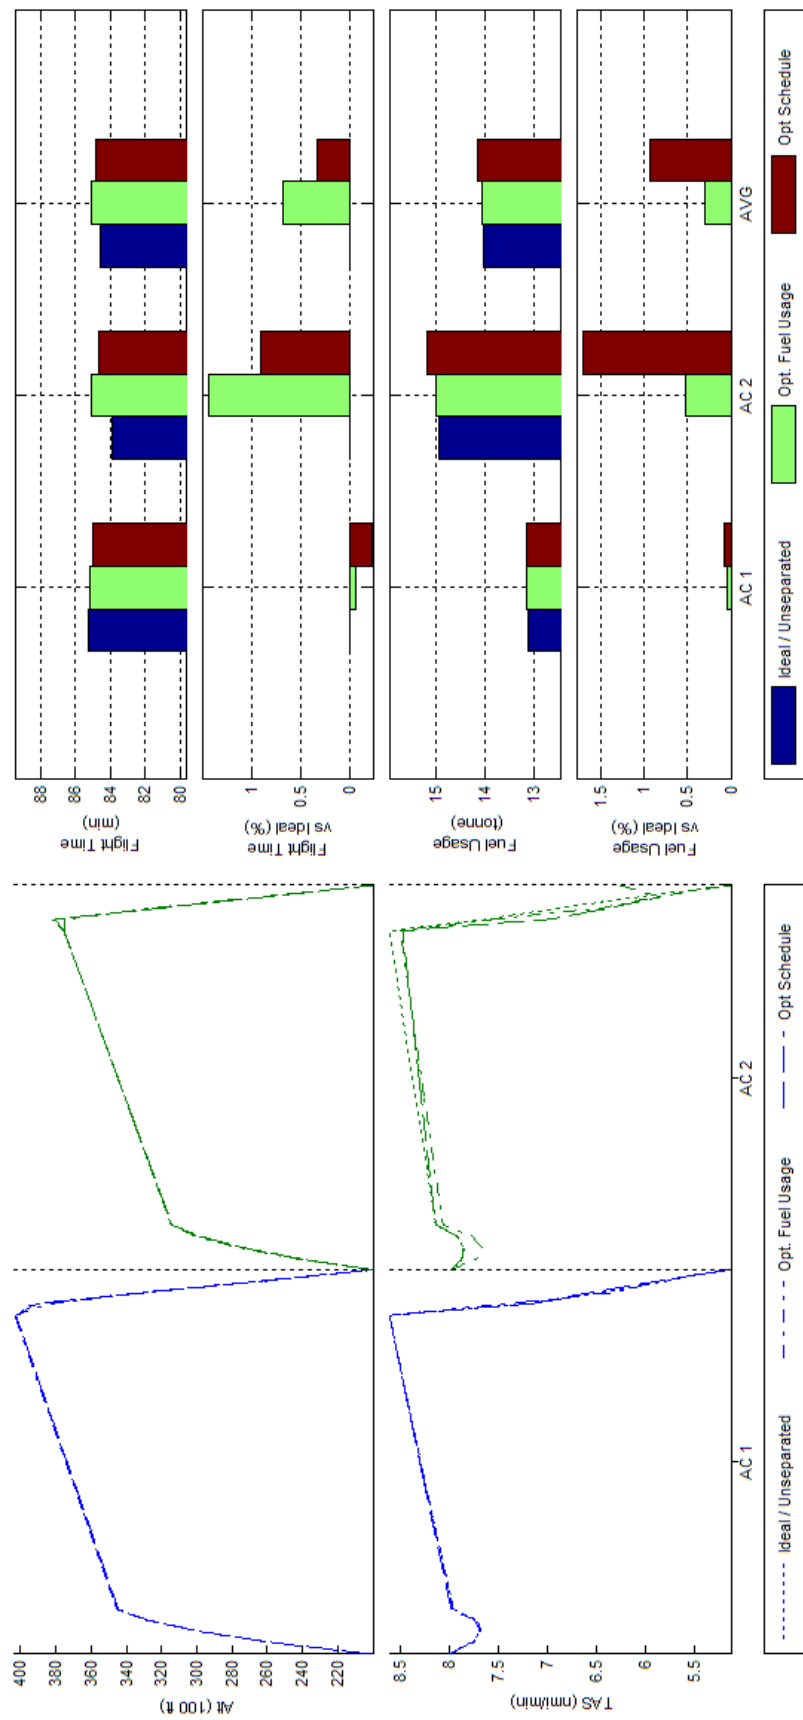 400
380
360
340
320
300
280
260
240
220
Alt (100 ft)
8.5
8
7.5
7
6.5
6
5.5
TAS (nmi/min)
AC 1
AC 2
Ideal / Unseparated
Opt. Fuel Usage
Opt Schedule
88
86
84
82
80
Flight Time
(min)
1
0.5
0
Flight Time
vs Ideal (%)
15
14
13
Fuel Usage
(tonne)
1.5
1
0.5
0
Fuel Usage
vs Ideal (%)
AC 1
AC 2
AVG
Ideal / Unseparated
Opt. Fuel Usage
Opt Schedule